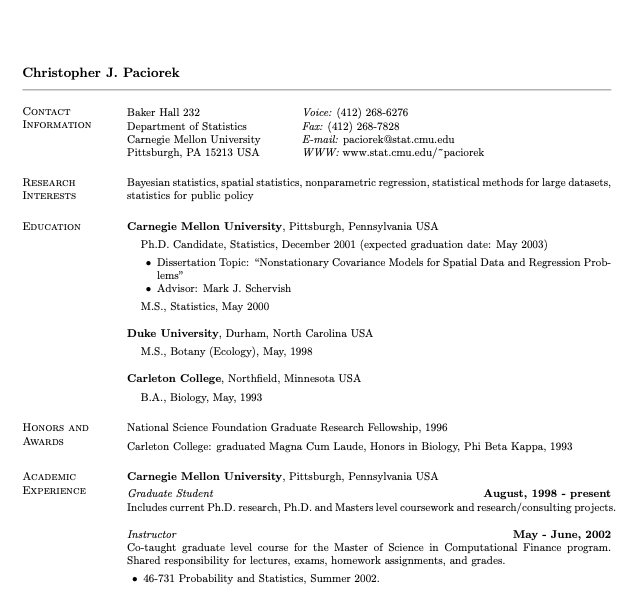 Christopher J. Paciorek
Contact Information
Baker Hall 232
Department of Statistics
Carnegie Mellon University
Pittsburgh, PA 15213 USA
Voice: (412) 268-6276
Fax: (412) 268-7828
E-mail: paciorek@stat.cmu.edu
WWW: www.stat.cmu.edu/~paciorek
Research Interests
Bayesian statistics, spatial statistics, nonparametric regression, statistical methods for large datasets,
statistics for public policy
Education
Carnegie Mellon University, Pittsburgh, Pennsylvania USA
Ph.D. Candidate, Statistics, December 2001 (expected graduation date: May 2003)
• Dissertation Topic: “Nonstationary Covariance Models for Spatial Data and Regression Prob-
lems”
• Advisor: Mark J. Schervish
M.S., Statistics, May 2000
Duke University, Durham, North Carolina USA
M.S., Botany (Ecology), May, 1998
Carleton College, Northfield, Minnesota USA
B.A., Biology, May, 1993
Honors and Awards
National Science Foundation Graduate Research Fellowship, 1996
Carleton College: graduated Magna Cum Laude, Honors in Biology, Phi Beta Kappa, 1993
Academic Experience
Carnegie Mellon University, Pittsburgh, Pennsylvania USA
Graduate Student August, 1998 - present
Includes current Ph.D. research, Ph.D. and Masters level coursework and research/consulting projects.
Instructor May - June, 2002
Co-taught graduate level course for the Master of Science in Computational Finance program.
Shared responsibility for lectures, exams, homework assignments, and grades.
• 46-731 Probability and Statistics, Summer 2002.